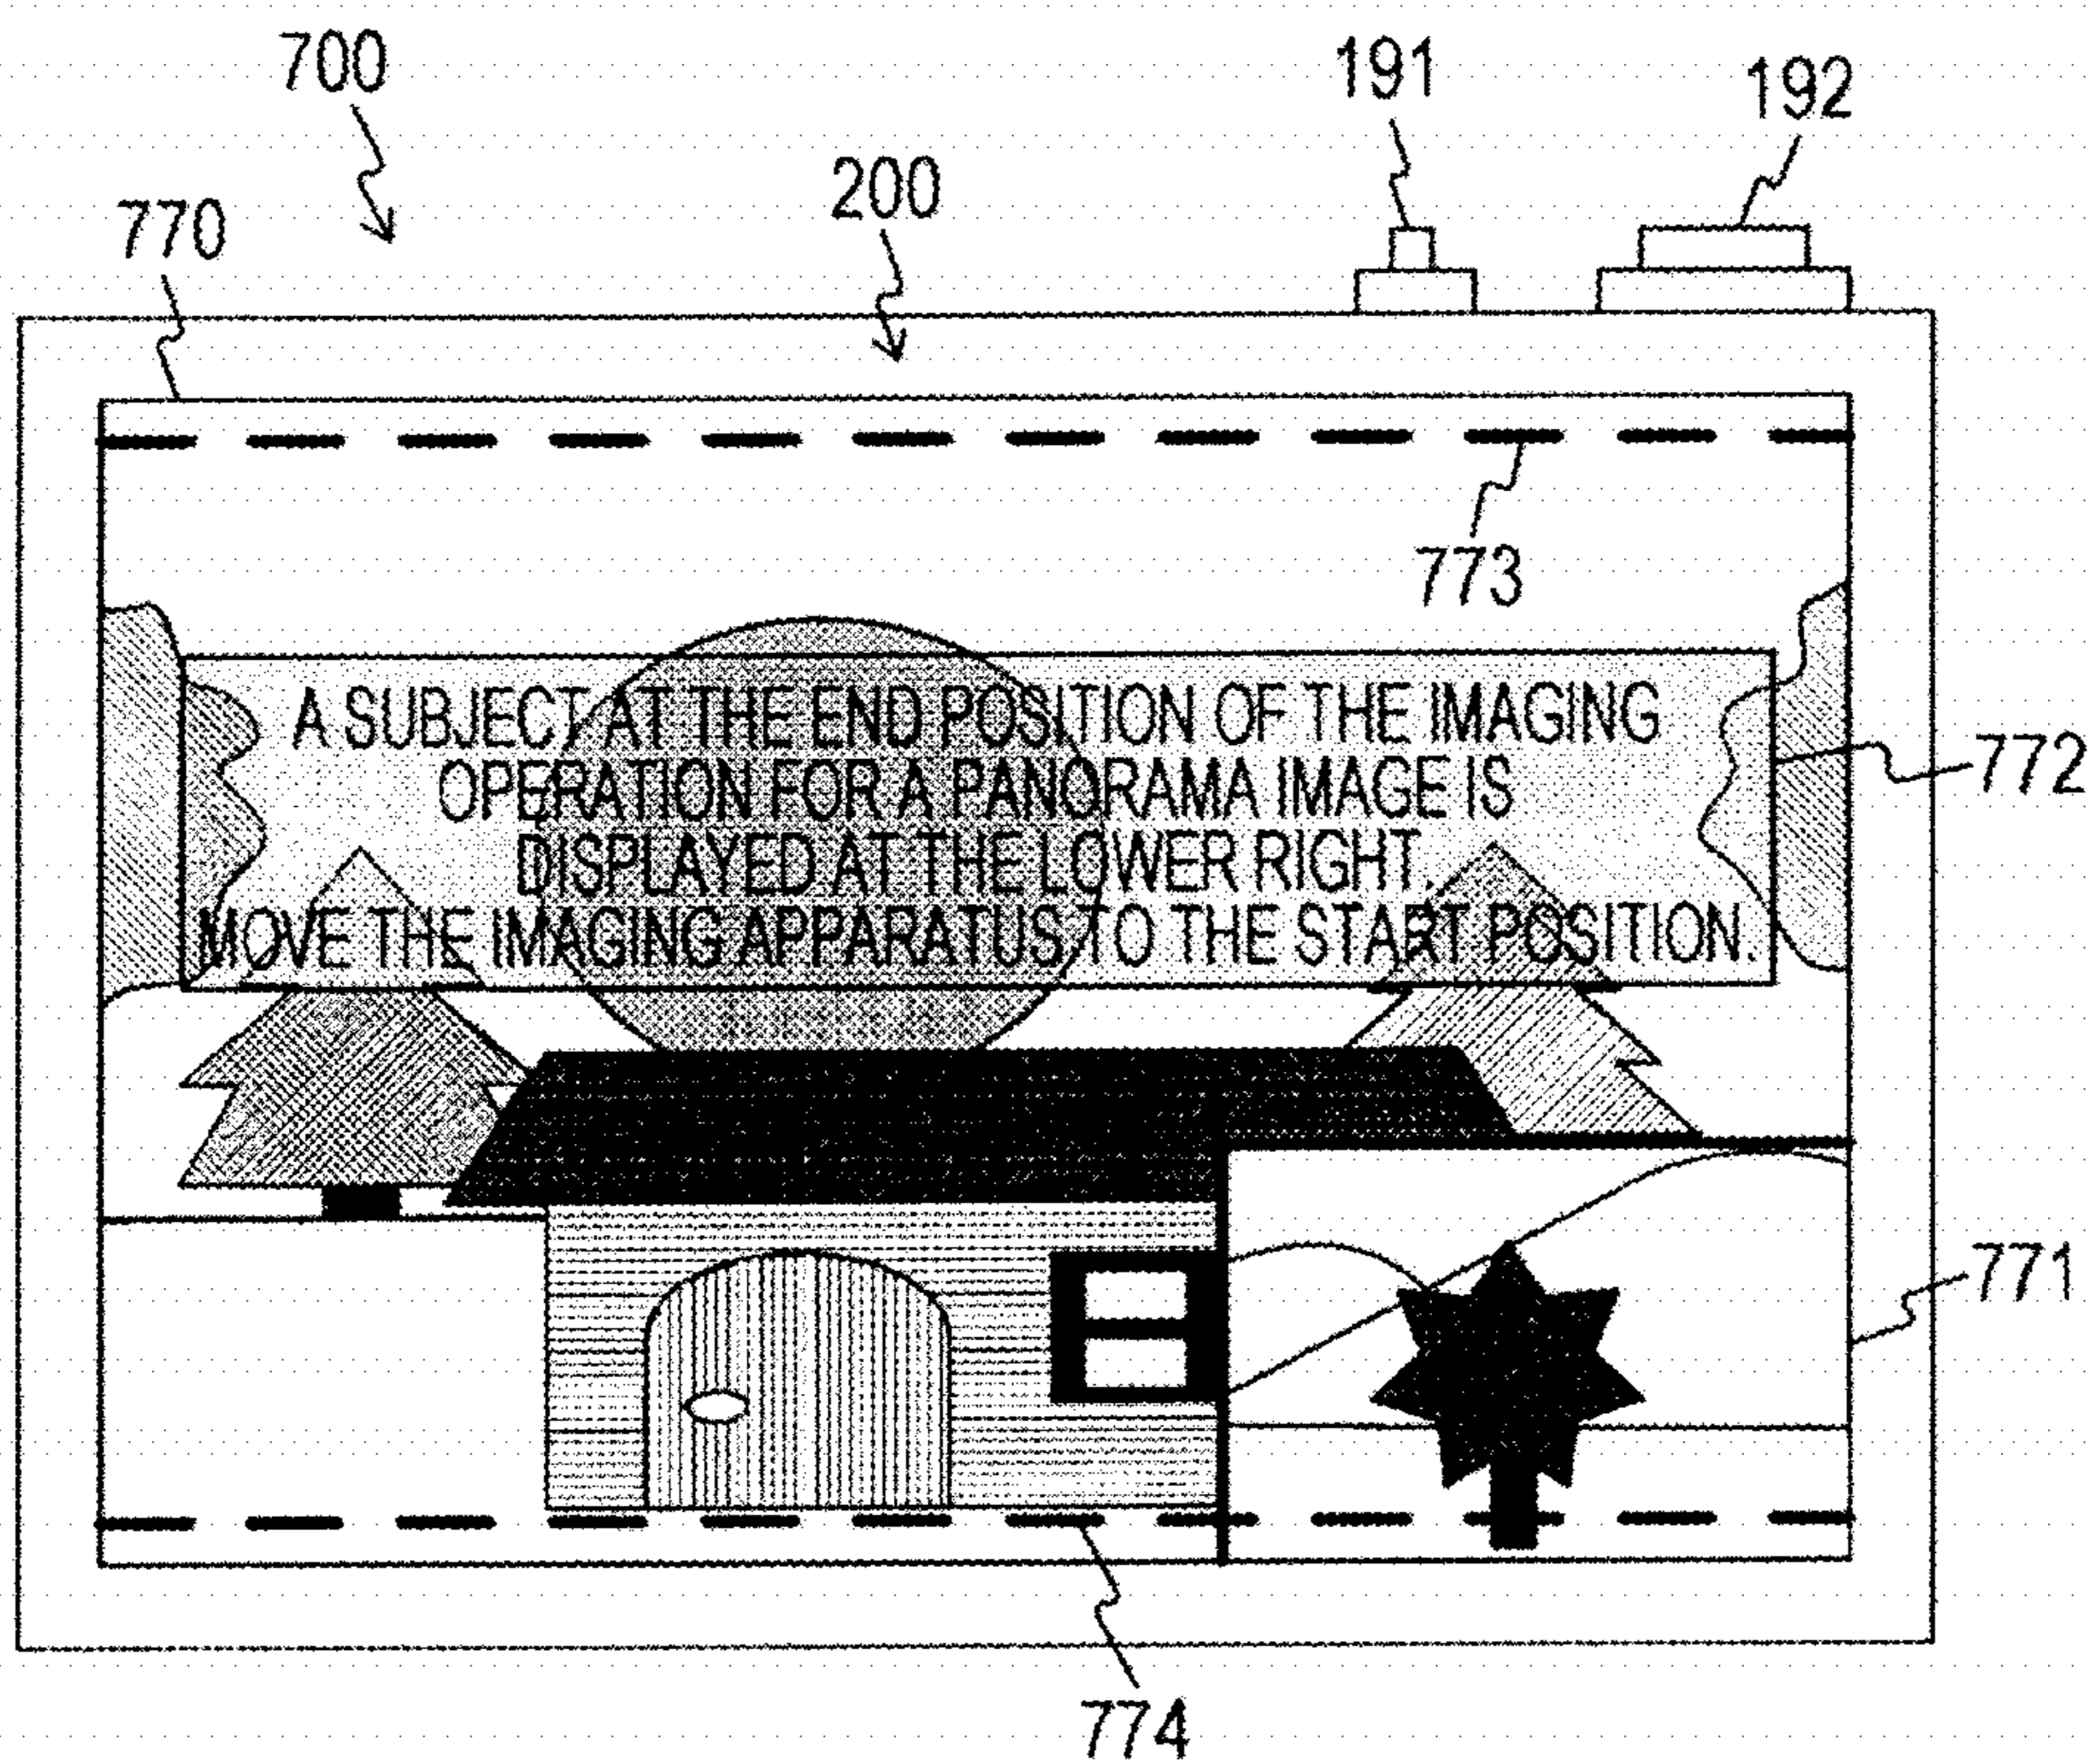 700
191
192
200
770
773
A SUBJECT AT THE END POSITION OF THE IMAGING
OPERATION FOR A PANORAMA IMAGE IS
DISPLAYED AT THE LOWER RIGHT.
MOVE THE IMAGING APPARATUS TO THE START POSITION.
772
771
774